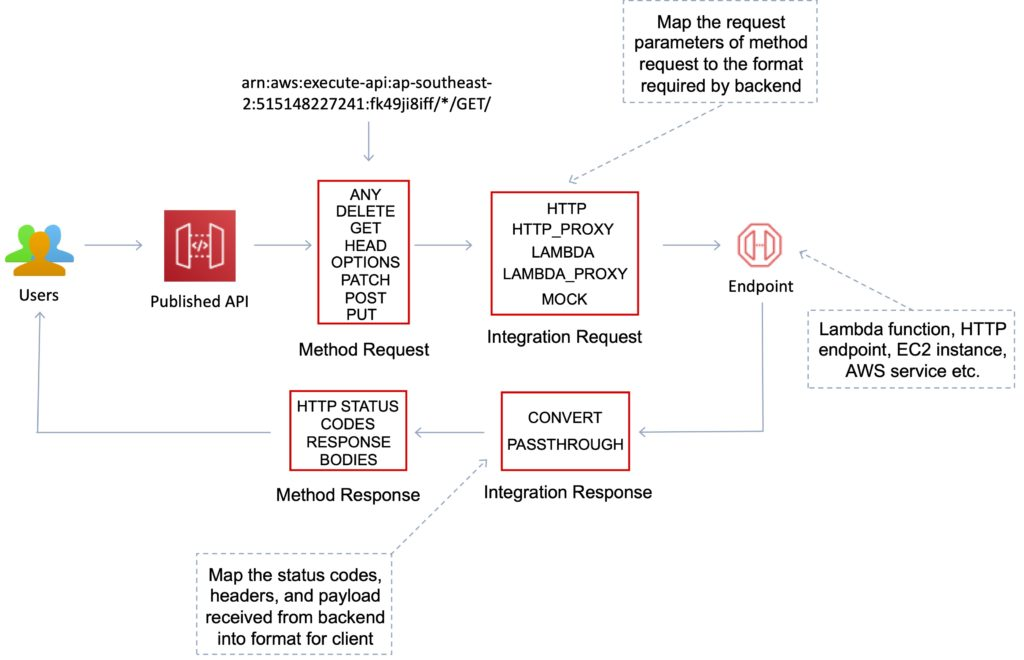 Map the request
parameters of method
request to the format
required by backend
arn:aws:execute-api:ap-southeast-
2:515148227241:fk49ji8iff/*/GET/
ANY
DELETE
GET
HEAD
OPTIONS
PATCH
POST
PUT
Method Request
HTTP
HTTP_PROXY
LAMBDA
LAMBDA_PROXY
MOCK
Integration Request
Users
</>
Published API
Endpoint
Lambda function, HTTP
endpoint, EC2 instance,
AWS service etc.
HTTP STATUS
CODES
RESPONSE
BODIES
Method Response
CONVERT
PASSTHROUGH
Integration Response
Map the status codes,
headers, and payload
received from backend
into format for client